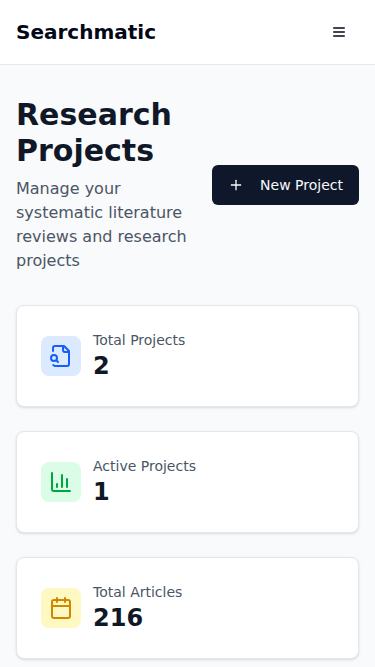 Searchmatic
Research
Projects
Manage your
systematic literature
reviews and research
projects
New Project
Total Projects
2
Active Projects
1
Total Articles
216